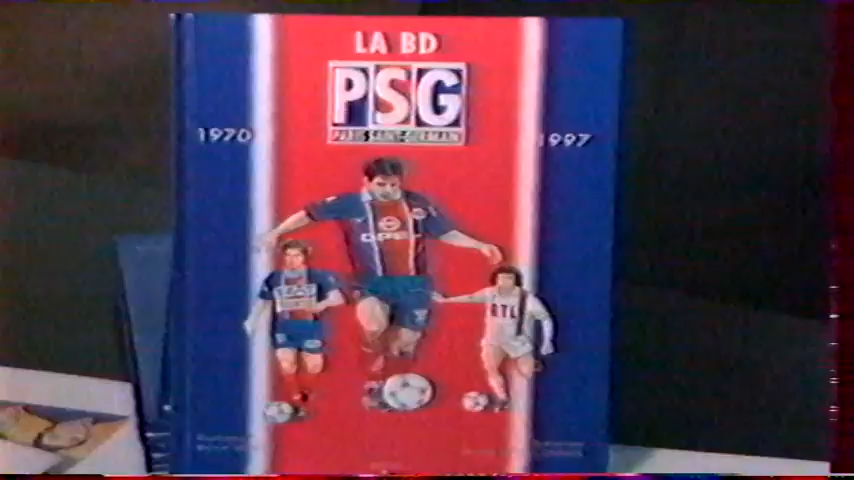 LA BD
PSG
PARIS SAINT-GERMAIN
1970
1997
OPEL
RTL